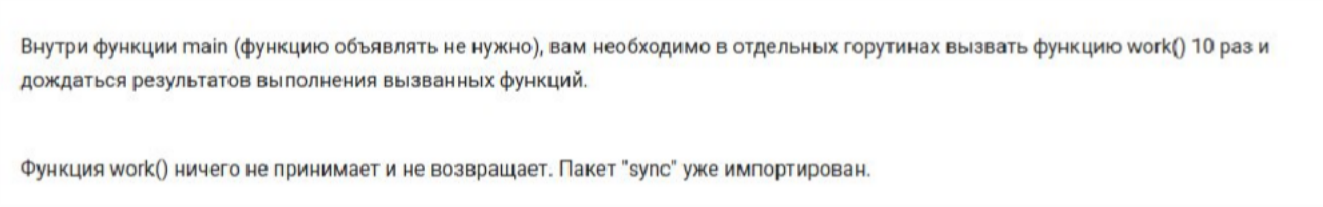 Внутри функции main (функцию объявлять не нужно), вам необходимо в отдельных горутинах вызвать функцию work() 10 раз и
дождаться результатов выполнения вызванных функций.
Функция work() ничего не принимает и не возвращает. Пакет "sync" уже импортирован.